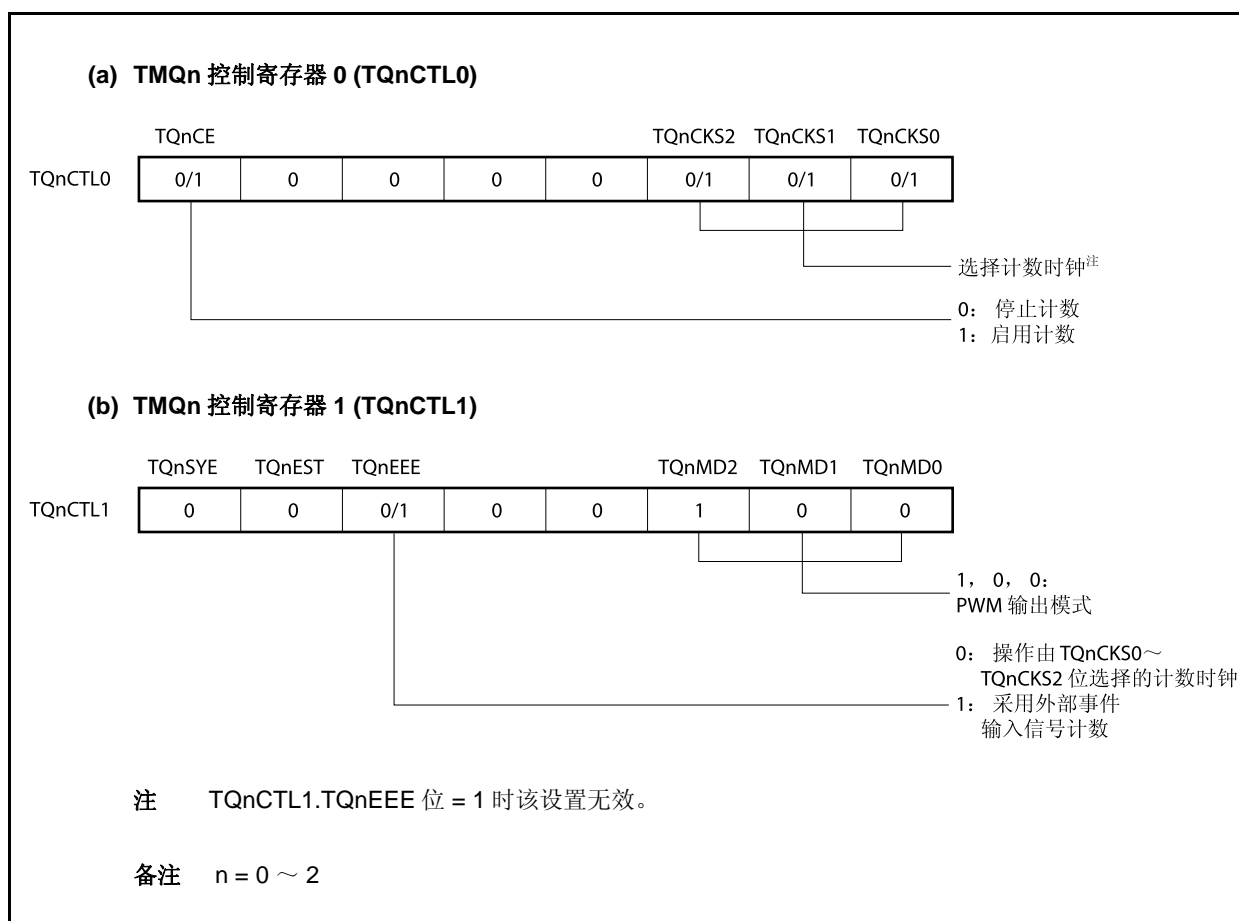 (a) TMQn 控制寄存器 0 (TQnCTL0)
TQnCE TQnCKS2 TQnCKS1 TQnCKS0
TQnCTL0 0/1 0 0 0 0 0/1 0/1 0/1
选择计数时钟注
0： 停止计数
1：启用计数
(b) TMQn 控制寄存器 1 (TQnCTL1)
TQnSYE TQnEST TQnEEE TQnMD2 TQnMD1 TQnMD0
TQnCTL1 0 0 0/1 0 0 1 0 0
1， 0， 0：
PWM 输出模式
0： 操作由 TQnCKS0～
TQnCKS2 位选择的计数时钟
1： 采用外部事件
输入信号计数
注 TQnCTL1.TQnEEE 位 = 1 时该设置无效。
备注 n = 0 ～ 2